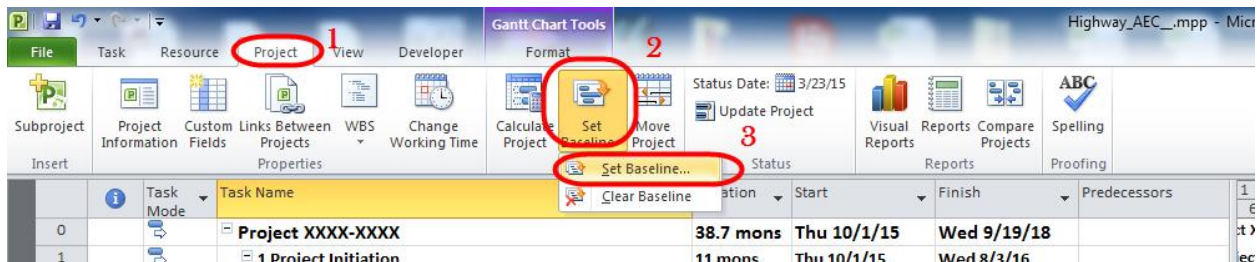 Gantt Chart Tools
Highway_AEC__.mpp - Micr
File Task Resource Project 1 View Developer Format 2
Status Date: 3/23/15
Update Project
Subproject
Project Information
Custom Fields
Links Between Projects
WBS
Change Working Time
Calculate Project
Set Baseline
Move Project
3
Visual Reports
Reports
Compare Projects
ABC
Spelling
Insert Properties Status Reports Proofing
Set Baseline...
Clear Baseline
Task Mode
Task Name
ation Start Finish Predecessors 1
0 Project XXXX-XXXX 38.7 mons Thu 10/1/15 Wed 9/19/18
1 1 Project Initiation 11 mons Thu 10/1/15 Wed 8/3/16